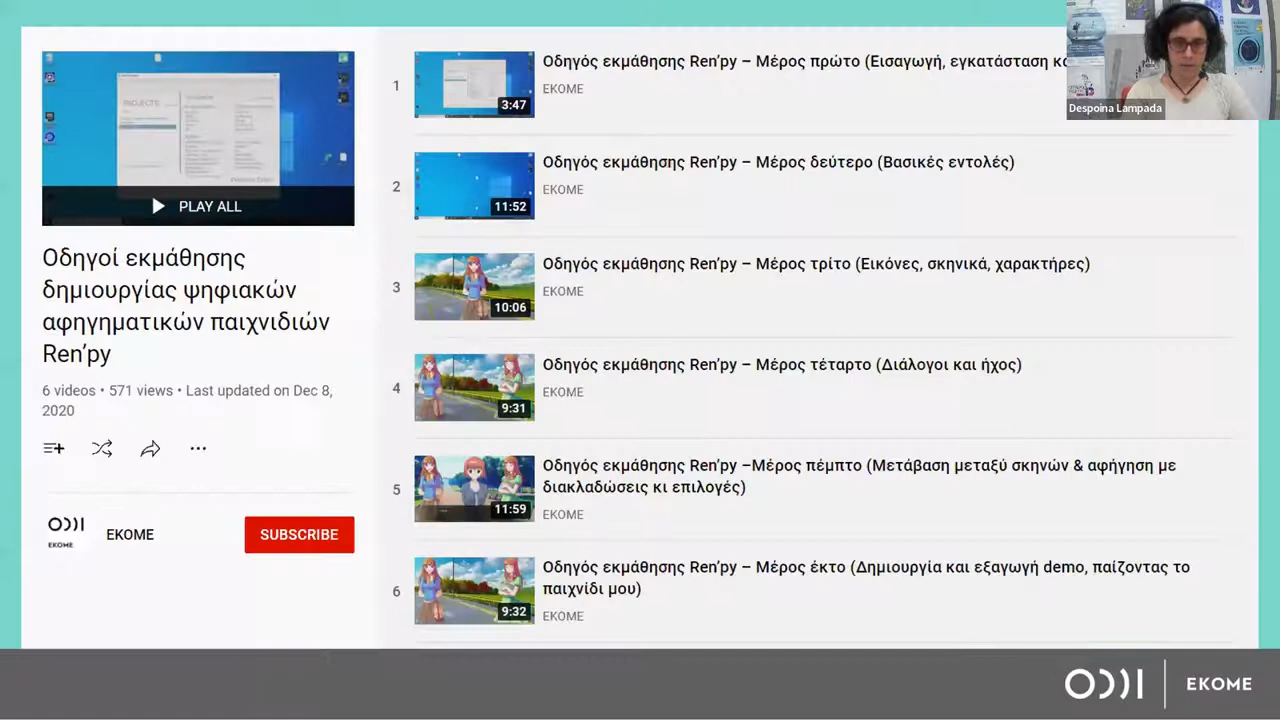 PROJECTS
PLAY ALL
Οδηγοί εκμάθησης
δημιουργίας ψηφιακών
αφηγηματικών παιχνιδιών
Ren'py
6 videos • 571 views • Last updated on Dec 8,
2020
EKOME
EKOME
SUBSCRIBE
1
3:47
Οδηγός εκμάθησης Ren'py – Μέρος πρώτο (Εισαγωγή, εγκατάσταση κα
EKOME
2
11:52
Οδηγός εκμάθησης Ren'py – Μέρος δεύτερο (Βασικές εντολές)
EKOME
3
10:06
Οδηγός εκμάθησης Ren'py – Μέρος τρίτο (Εικόνες, σκηνικά, χαρακτήρες)
EKOME
4
9:31
Οδηγός εκμάθησης Ren'py – Μέρος τέταρτο (Διάλογοι και ήχος)
EKOME
5
11:59
Οδηγός εκμάθησης Ren'py –Μέρος πέμπτο (Μετάβαση μεταξύ σκηνών & αφήγηση με
διακλαδώσεις κι επιλογές)
EKOME
6
9:32
Οδηγός εκμάθησης Ren'py – Μέρος έκτο (Δημιουργία και εξαγωγή demo, παίζοντας το
παιχνίδι μου)
EKOME
Despoina Lampada
EKOME